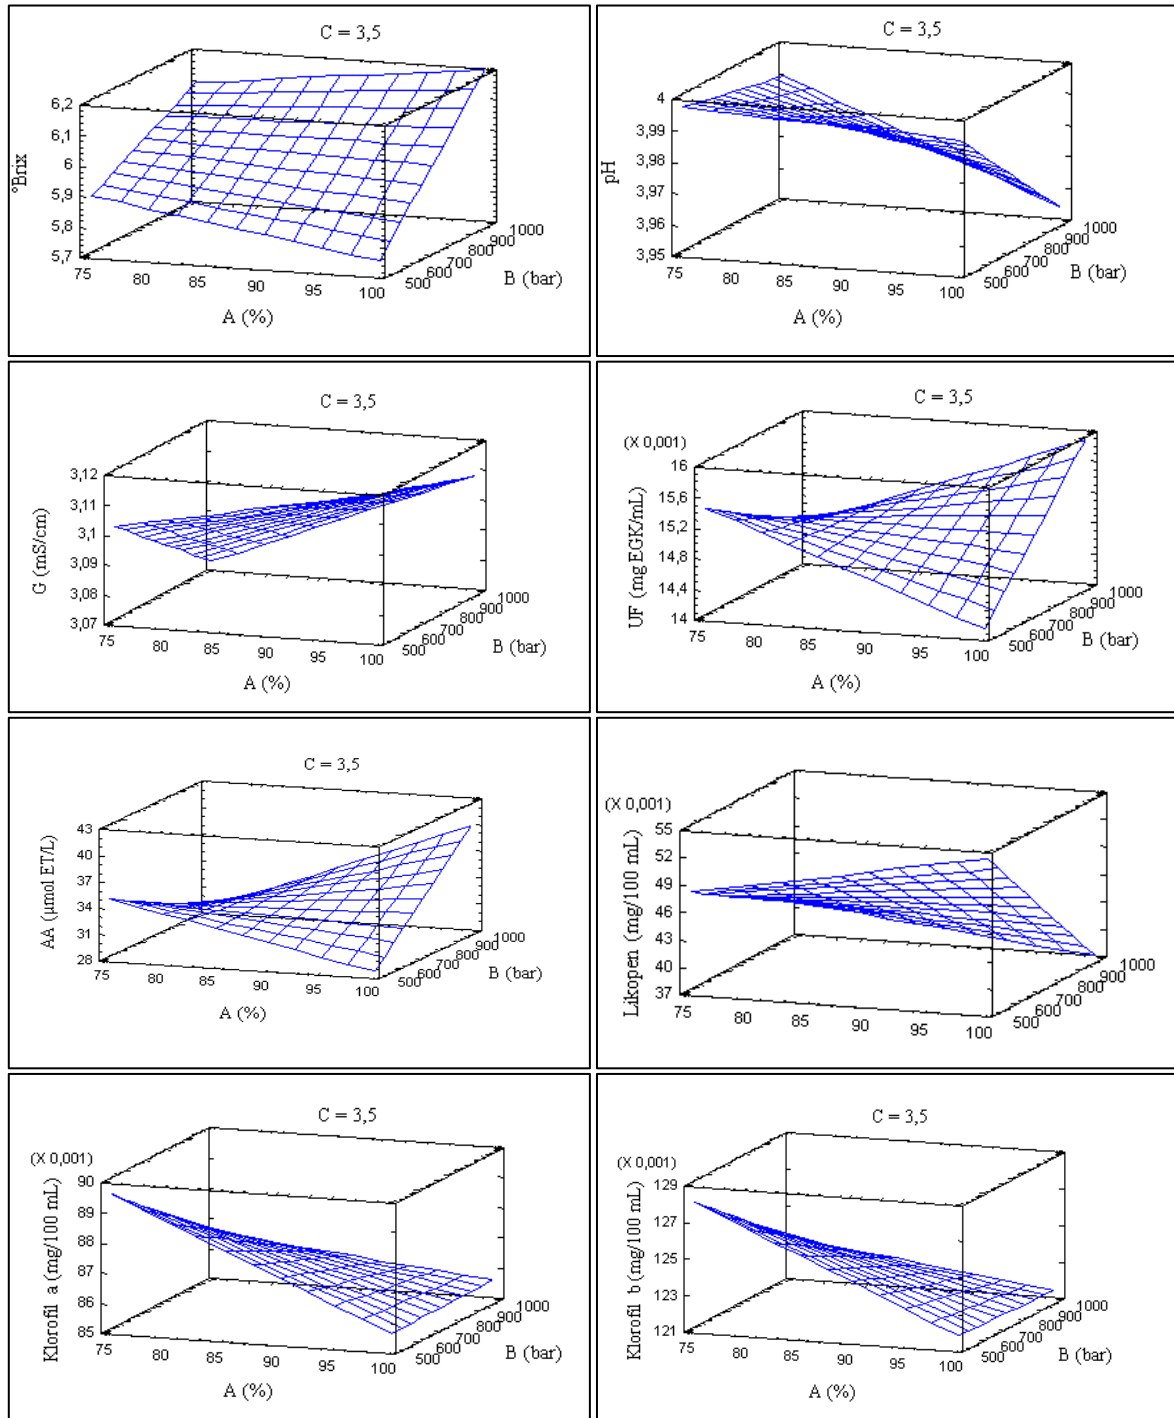 C = 3,5
°Brix
6,2
6,1
6
5,9
5,8
5,7
75 80 85 90 95 100
A (%)
500 600 700 800 900 1000
B (bar)
C = 3,5
pH
4
3,99
3,98
3,97
3,96
3,95
75 80 85 90 95 100
A (%)
500 600 700 800 900 1000
B (bar)
C = 3,5
G (mS/cm)
3,12
3,11
3,1
3,09
3,08
3,07
75 80 85 90 95 100
A (%)
500 600 700 800 900 1000
B (bar)
C = 3,5
(X 0,001)
UF (mg EGK/mL)
16
15,6
15,2
14,8
14,4
14
75 80 85 90 95 100
A (%)
500 600 700 800 900 1000
B (bar)
C = 3,5
AA (µmol ET/L)
43
40
37
34
31
28
75 80 85 90 95 100
A (%)
500 600 700 800 900 1000
B (bar)
(X 0,001)
Likopen (mg/100 mL)
55
52
49
46
43
40
37
75 80 85 90 95 100
A (%)
500 600 700 800 900 1000
B (bar)
C = 3,5
(X 0,001)
Klorofil a (mg/100 mL)
90
89
88
87
86
85
75 80 85 90 95 100
A (%)
500 600 700 800 900 1000
B (bar)
C = 3,5
(X 0,001)
Klorofil b (mg/100 mL)
129
127
125
123
121
75 80 85 90 95 100
A (%)
500 600 700 800 900 1000
B (bar)